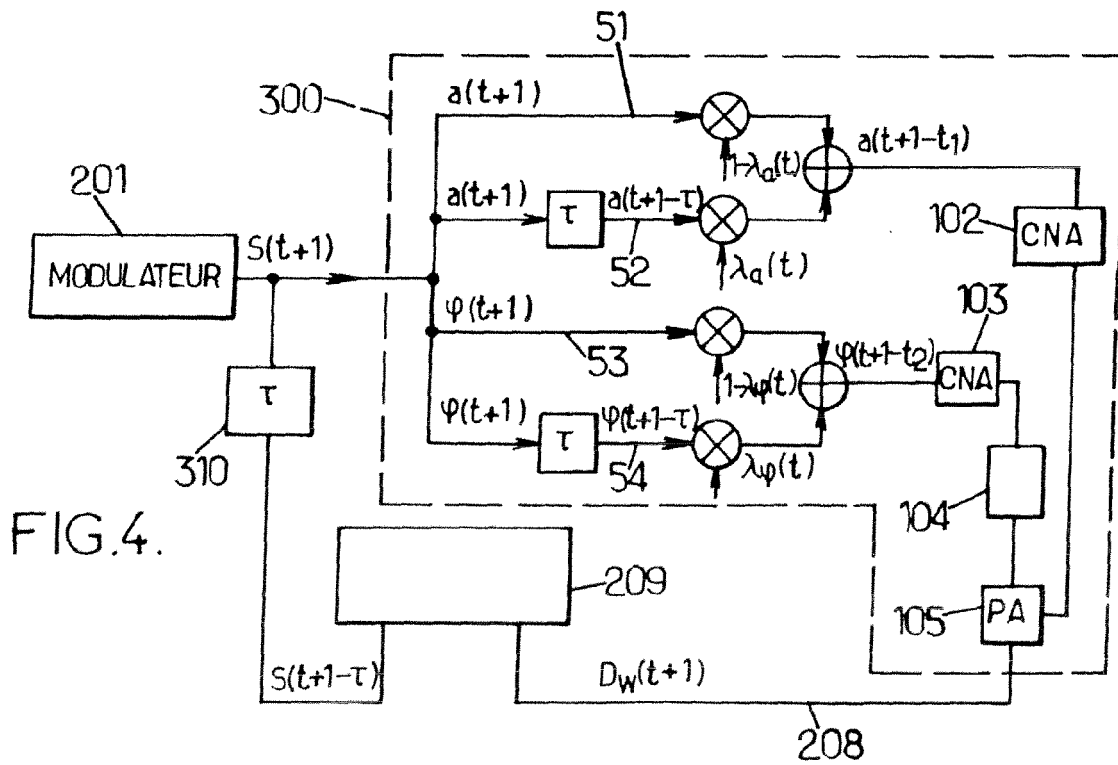 51
300
a(t+1)
1-λa(t)
a(t+1-t1)
201
MODULATEUR
S(t+1)
a(t+1)
τ
a(t+1-τ)
52
λa(t)
102
CNA
φ(t+1)
53
1-λφ(t)
φ(t+1-t2)
103
CNA
τ
310
φ(t+1)
τ
φ(t+1-τ)
54
λφ(t)
104
FIG.4.
209
105
PA
S(t+1-τ)
Dw(t+1)
208